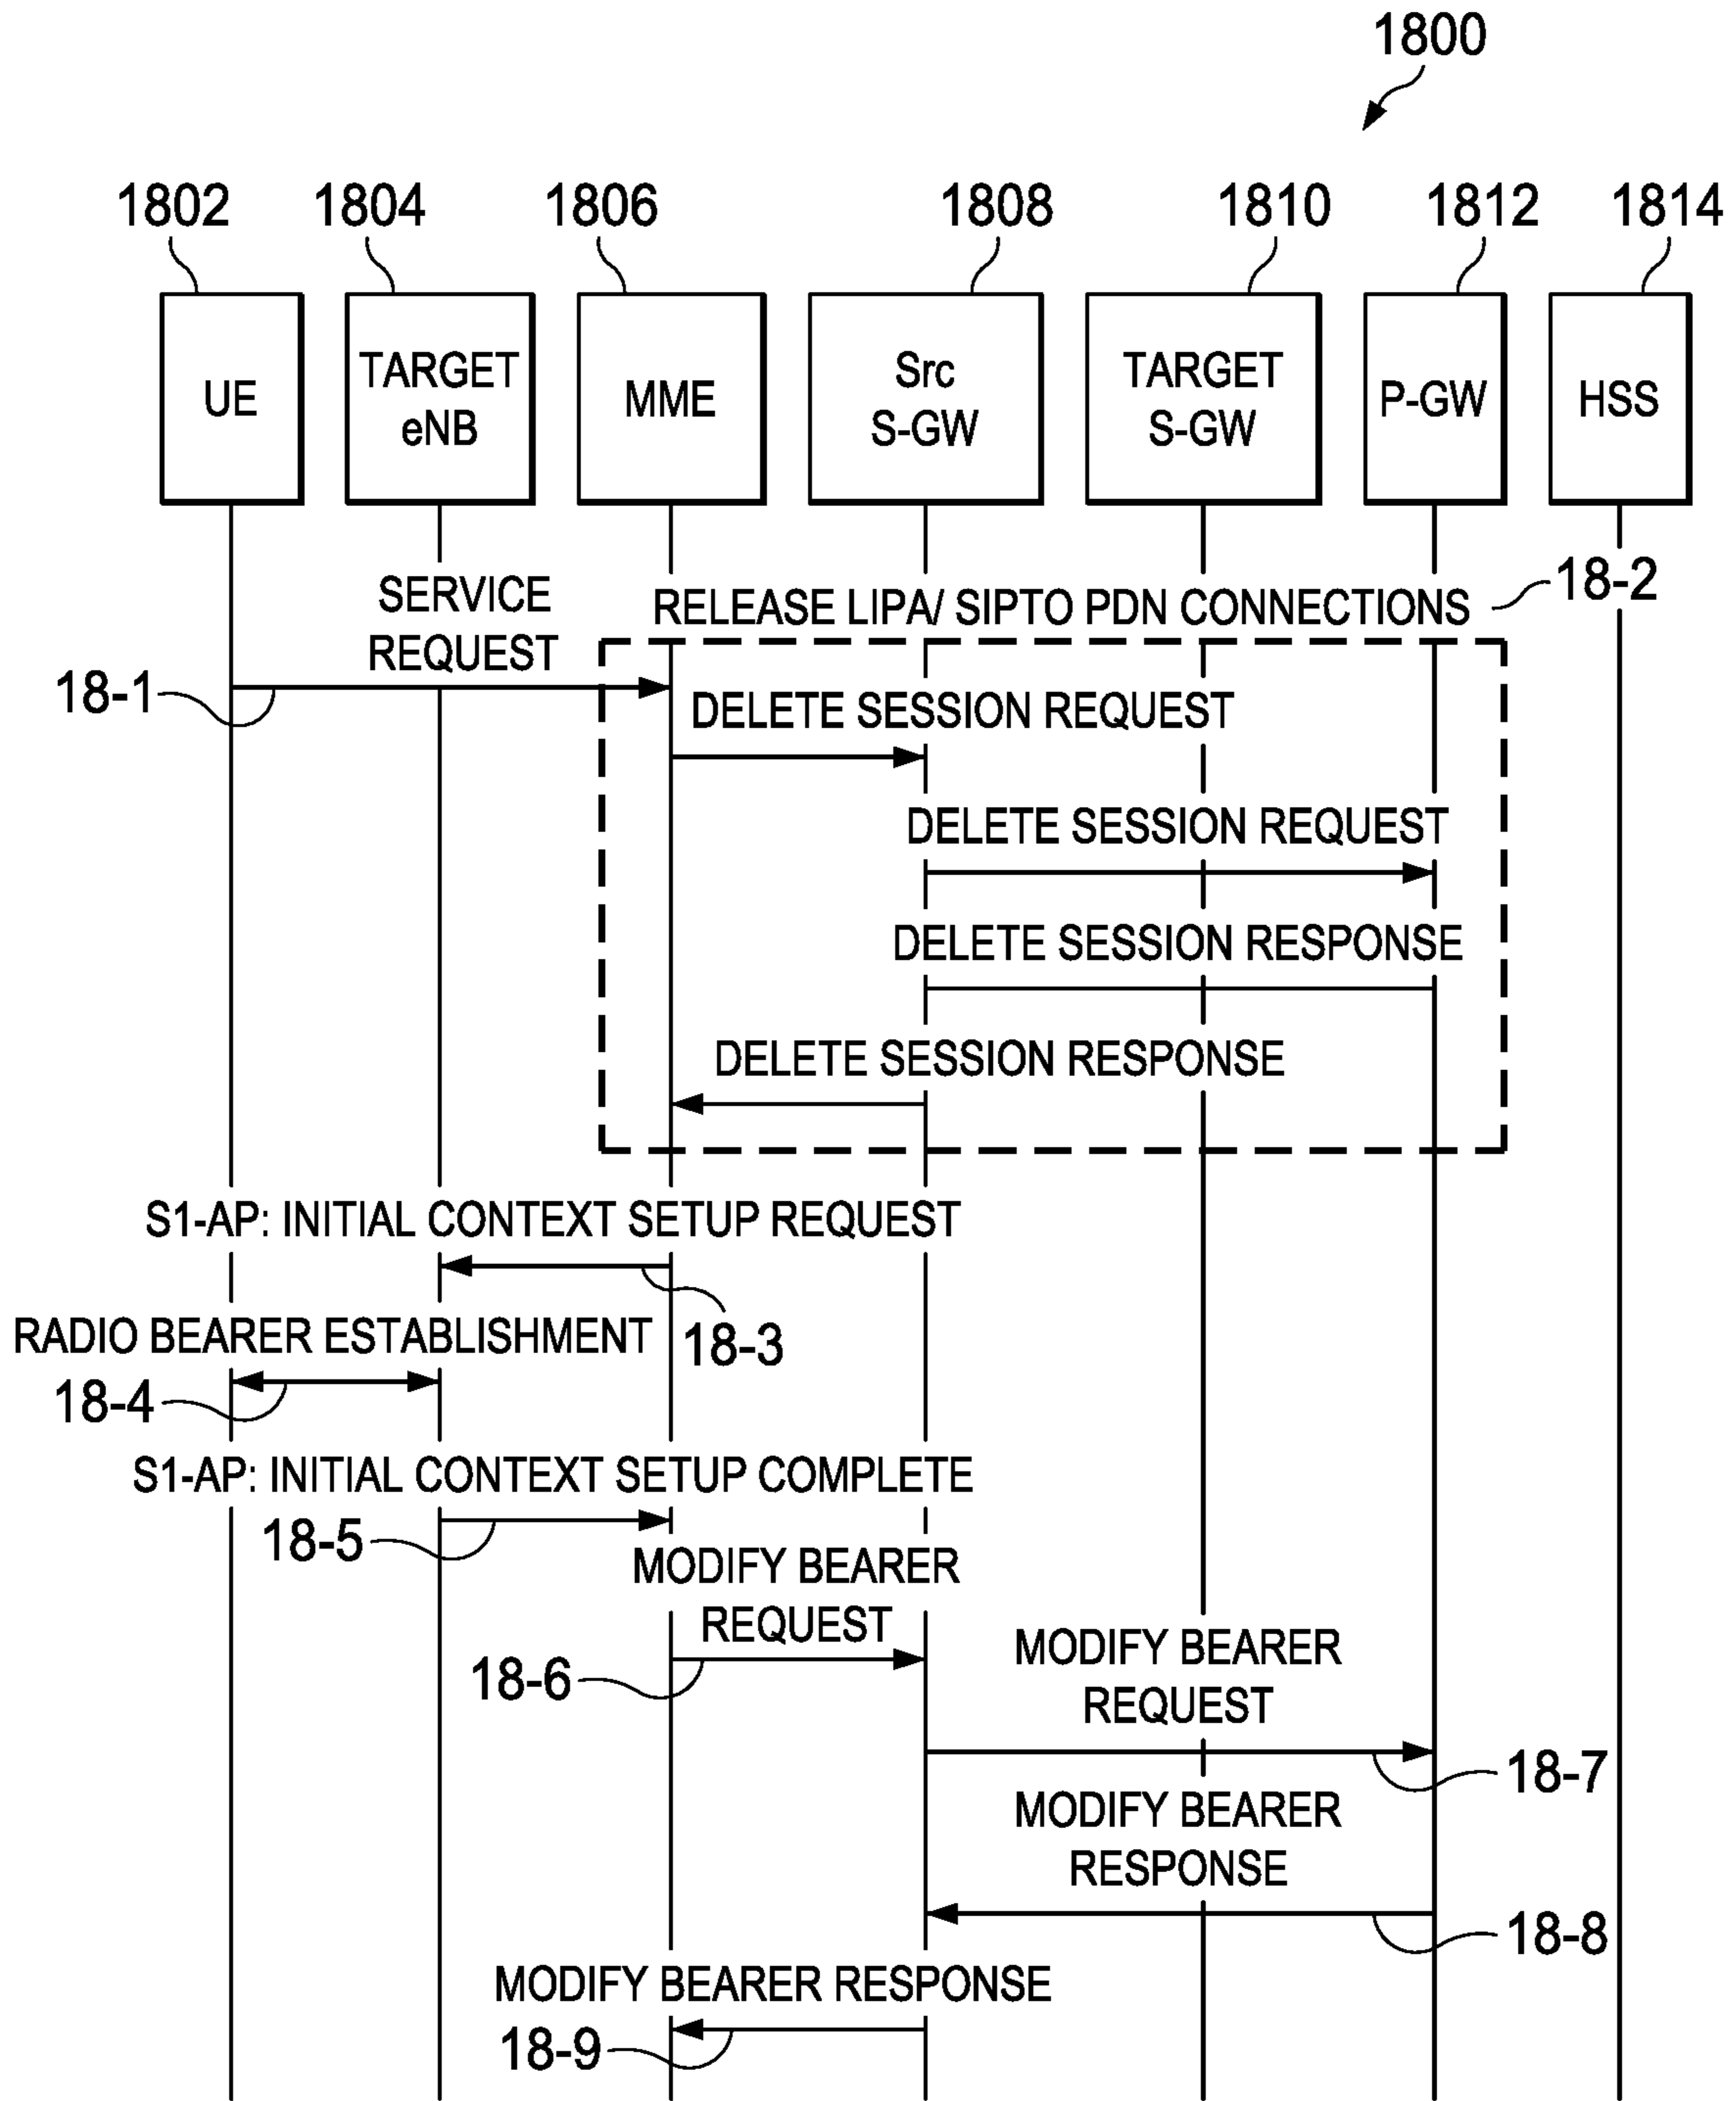 1800
1802
1804
1806
1808
1810
1812
1814
UE
TARGET
eNB
MME
Src
S-GW
TARGET
S-GW
P-GW
HSS
SERVICE
REQUEST
18-1
RELEASE LIPA/ SIPTO PDN CONNECTIONS
18-2
DELETE SESSION REQUEST
DELETE SESSION REQUEST
DELETE SESSION RESPONSE
DELETE SESSION RESPONSE
S1-AP: INITIAL CONTEXT SETUP REQUEST
18-3
RADIO BEARER ESTABLISHMENT
18-4
S1-AP: INITIAL CONTEXT SETUP COMPLETE
18-5
MODIFY BEARER
REQUEST
18-6
MODIFY BEARER
REQUEST
18-7
MODIFY BEARER
RESPONSE
18-8
MODIFY BEARER RESPONSE
18-9